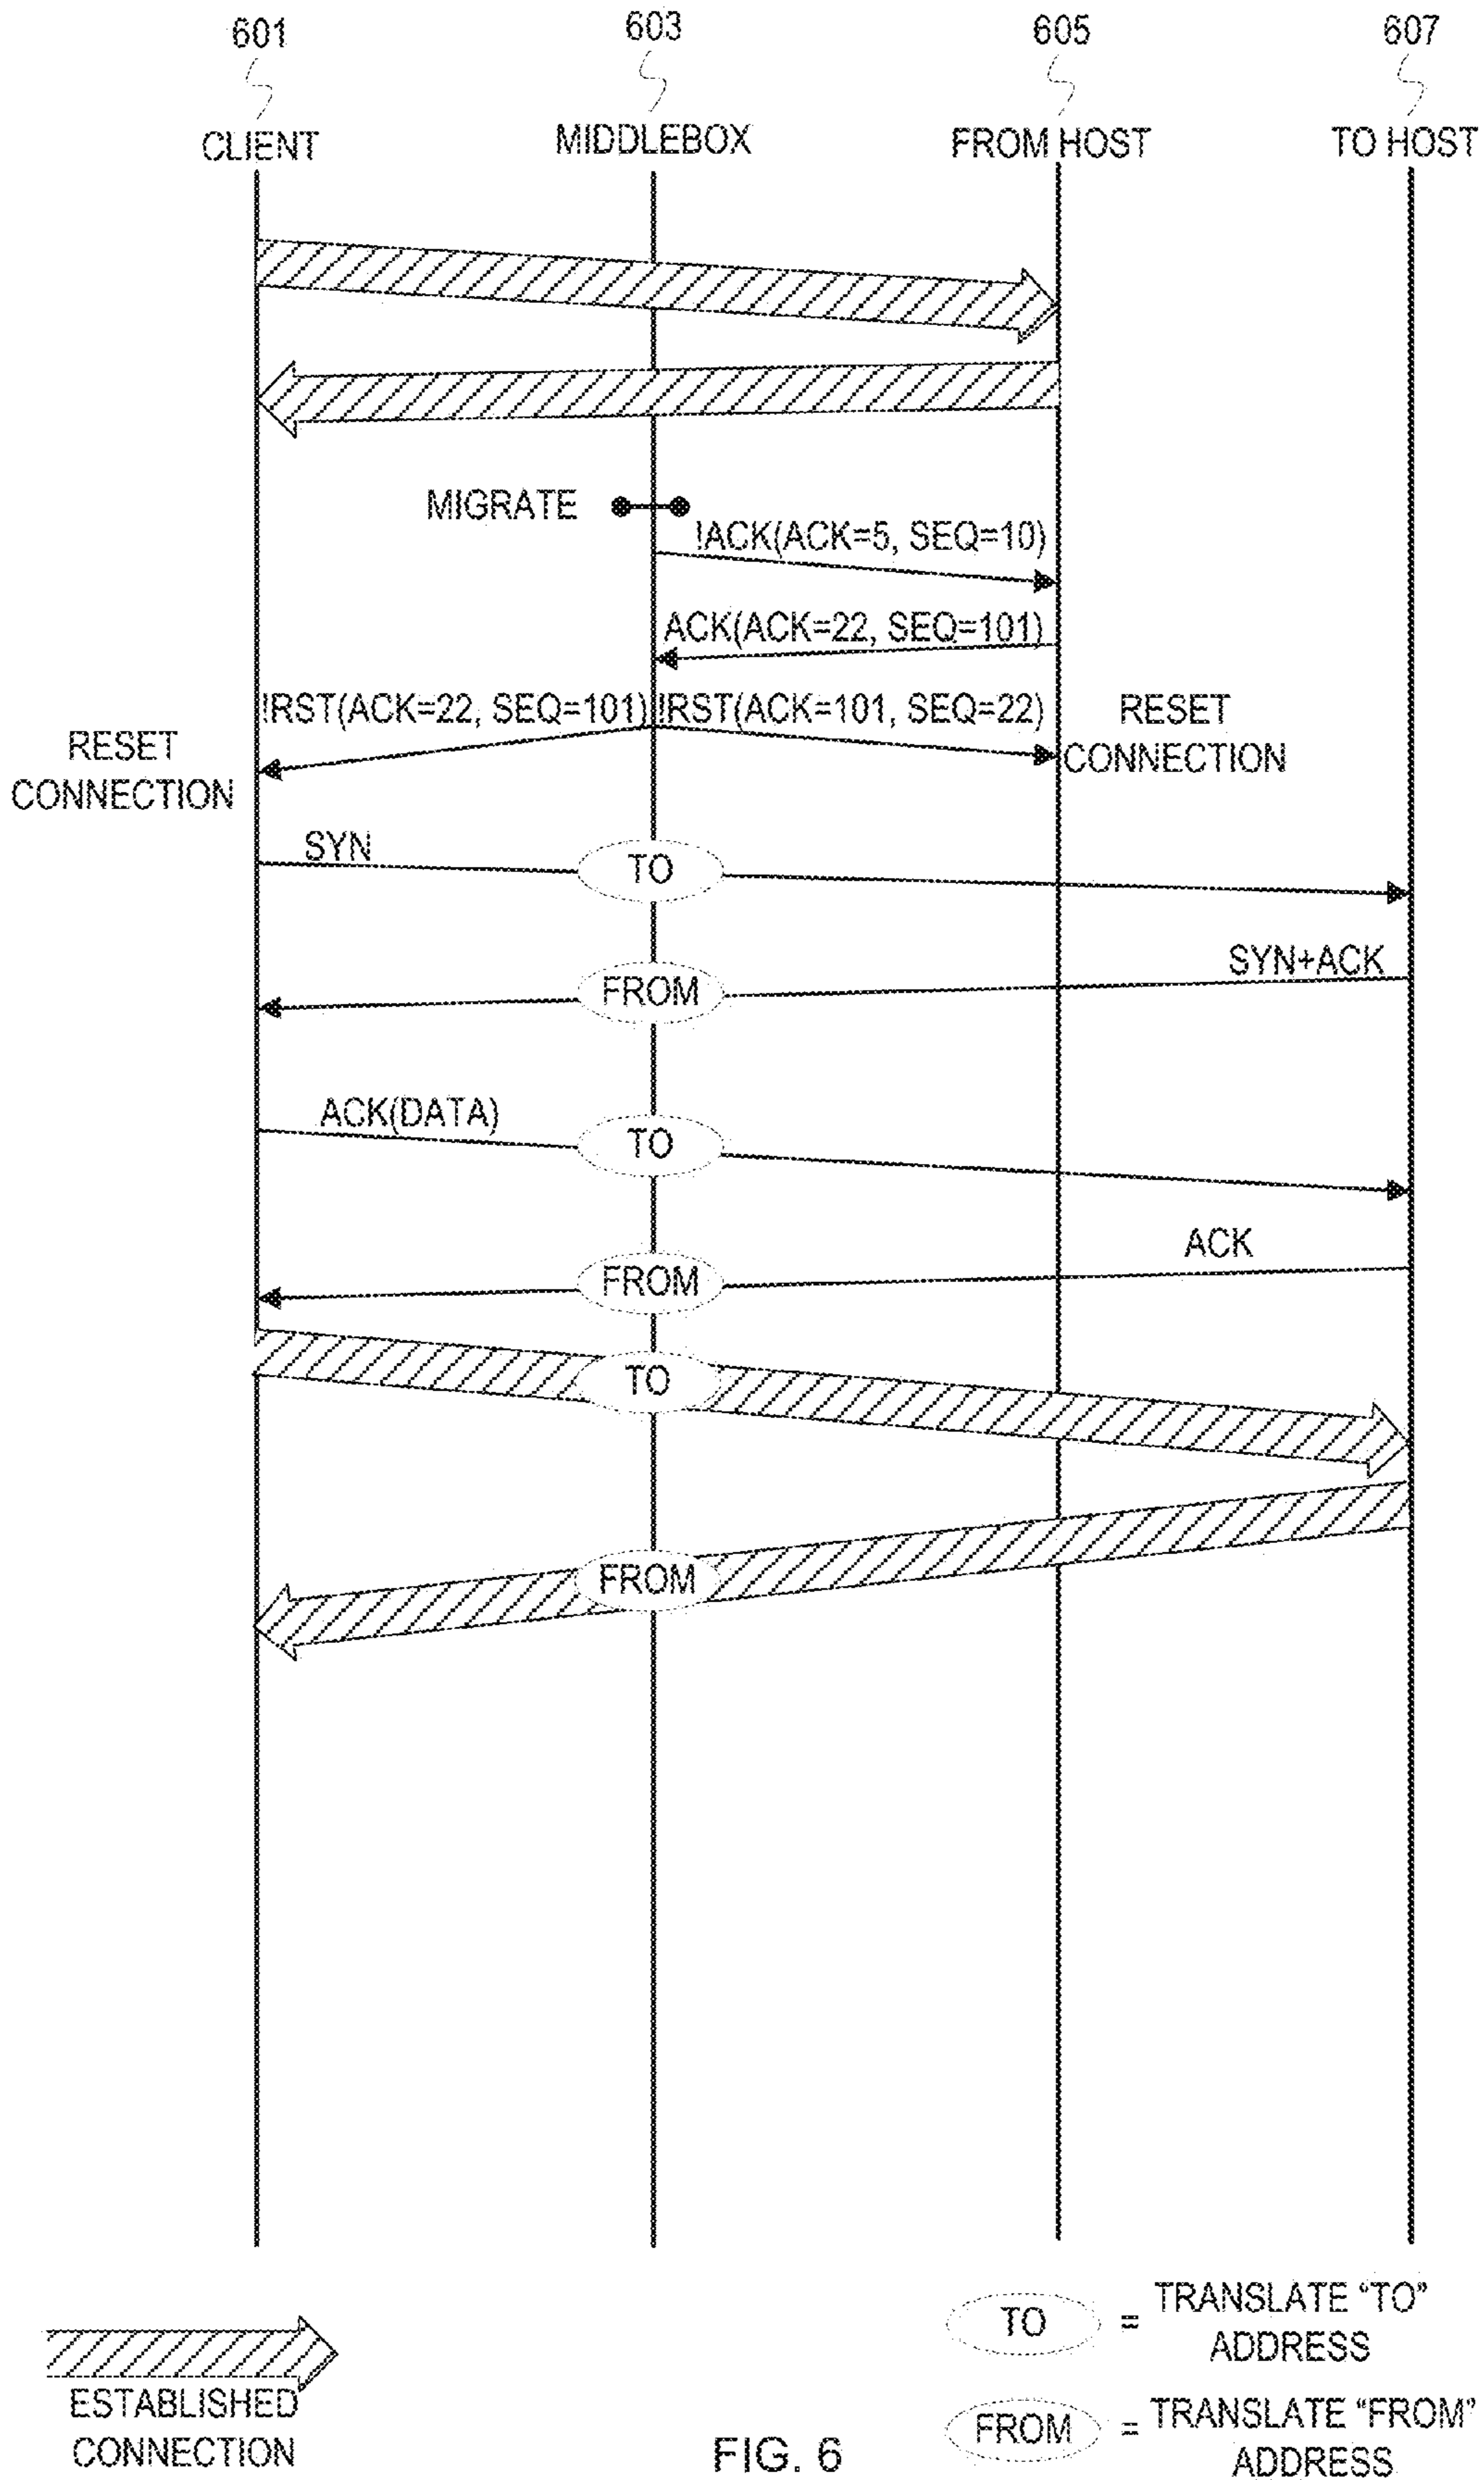 601
603
605
607
CLIENT
MIDDLEBOX
FROM HOST
TO HOST
MIGRATE
!ACK(ACK=5, SEQ=10)
ACK(ACK=22, SEQ=101)
!RST(ACK=22, SEQ=101)
!RST(ACK=101, SEQ=22)
RESET
CONNECTION
RESET
CONNECTION
SYN
TO
SYN+ACK
FROM
ACK(DATA)
TO
ACK
FROM
TO
FROM
ESTABLISHED
CONNECTION
TO
=
TRANSLATE “TO”
ADDRESS
FROM
=
TRANSLATE “FROM”
ADDRESS
FIG. 6